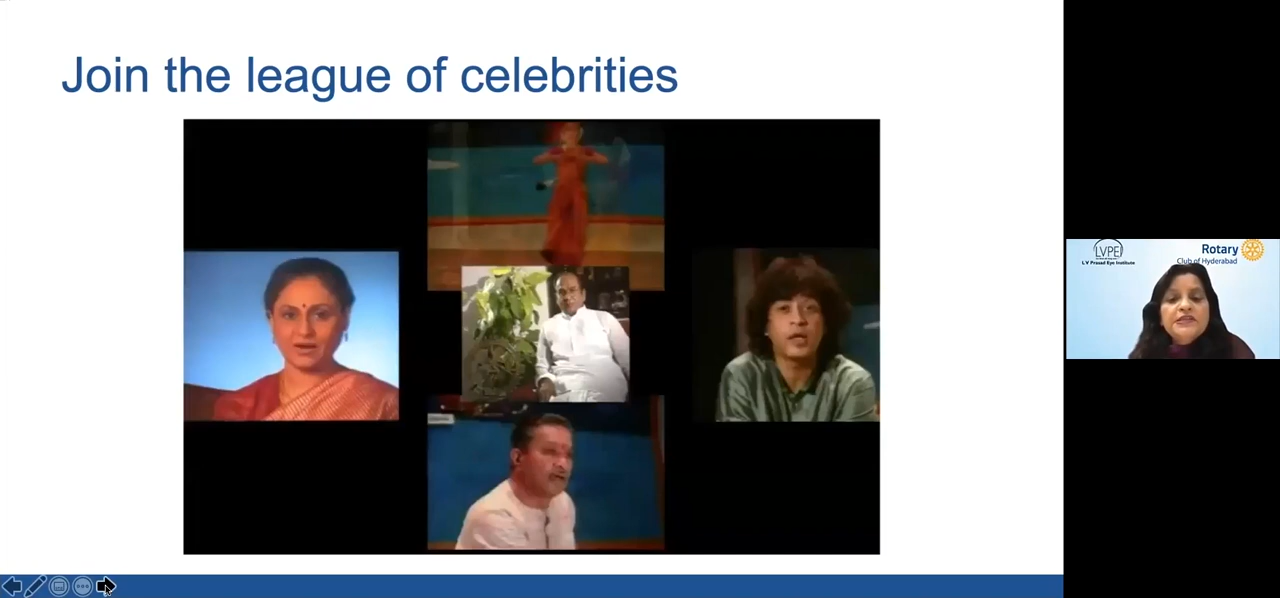 Join the league of celebrities
LVPEI
L V Prasad Eye Institute
Rotary
Club of Hyderabad